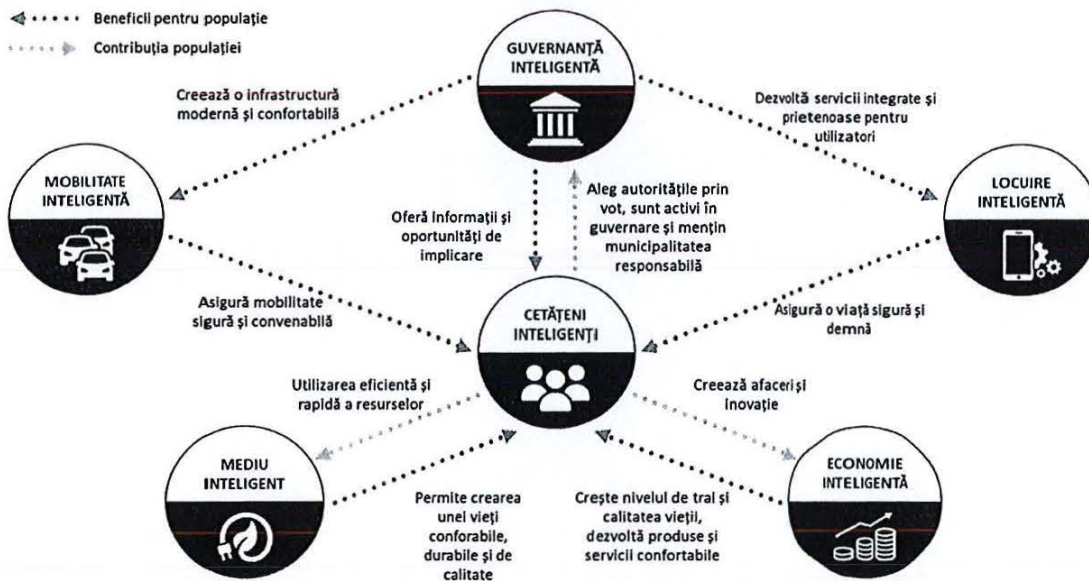 Beneficii pentru populație
Contribuția populației
GUVERNANȚĂ
INTELIGENTĂ
Creează o infrastructură
modernă și confortabilă
Dezvoltă servicii integrate și
prietenoase pentru
utilizatori
MOBILITATE
INTELIGENTĂ
LOCUIRE
INTELIGENTĂ
Oferă informații și
oportunități de
implicare
Aleg autoritățile prin
vot, sunt activi în
guvernare și mențin
municipalitatea
responsabilă
Asigură mobilitate
sigură și convenabilă
CETĂȚENI
INTELIGENȚI
Asigură o viață sigură și
demnă
Utilizarea eficientă și
rapidă a resurselor
Creează afaceri și
inovație
MEDIU
INTELIGENT
ECONOMIE
INTELIGENTĂ
Permite crearea
unei vieți
conforabile,
durabile și de
calitate
Crește nivelul de trai și
calitatea vieții,
dezvoltă produse și
servicii confortabile